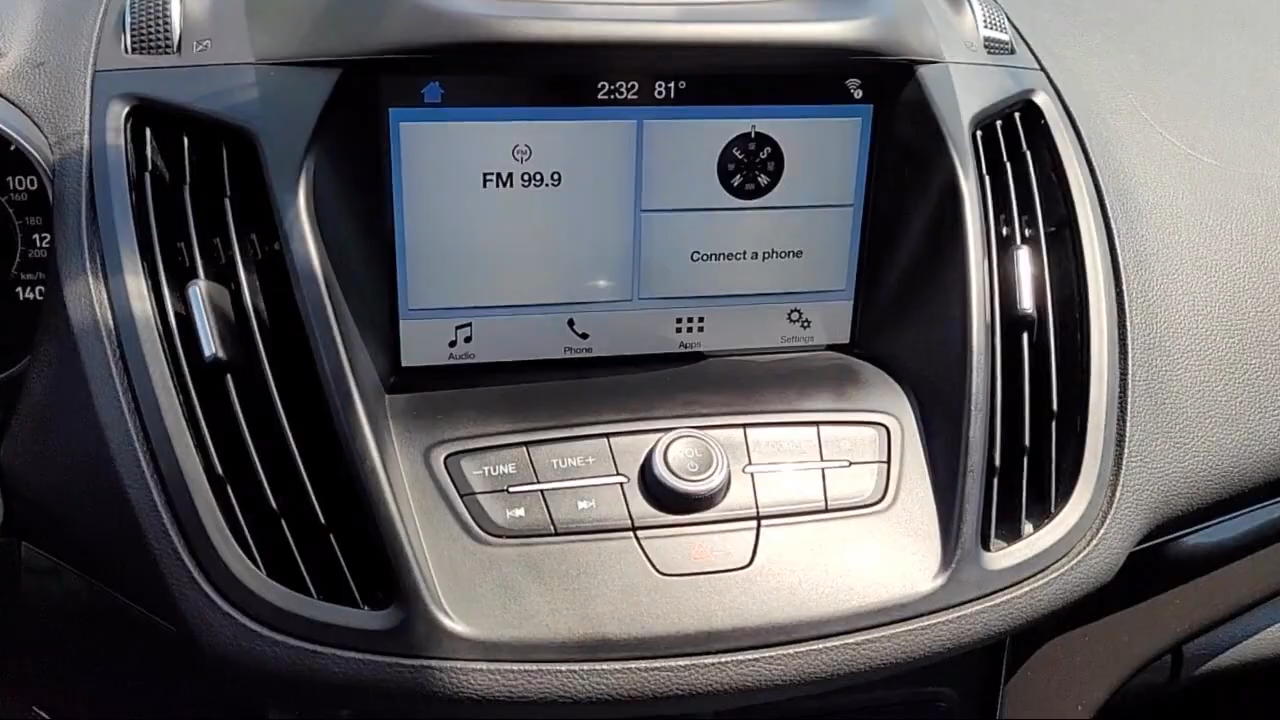 2:32 81°
FM
FM 99.9
E S
N W
Connect a phone
Audio
Phone
Apps
Settings
100
160
180
12
200
km/h
140
–TUNE
TUNE+
VOL